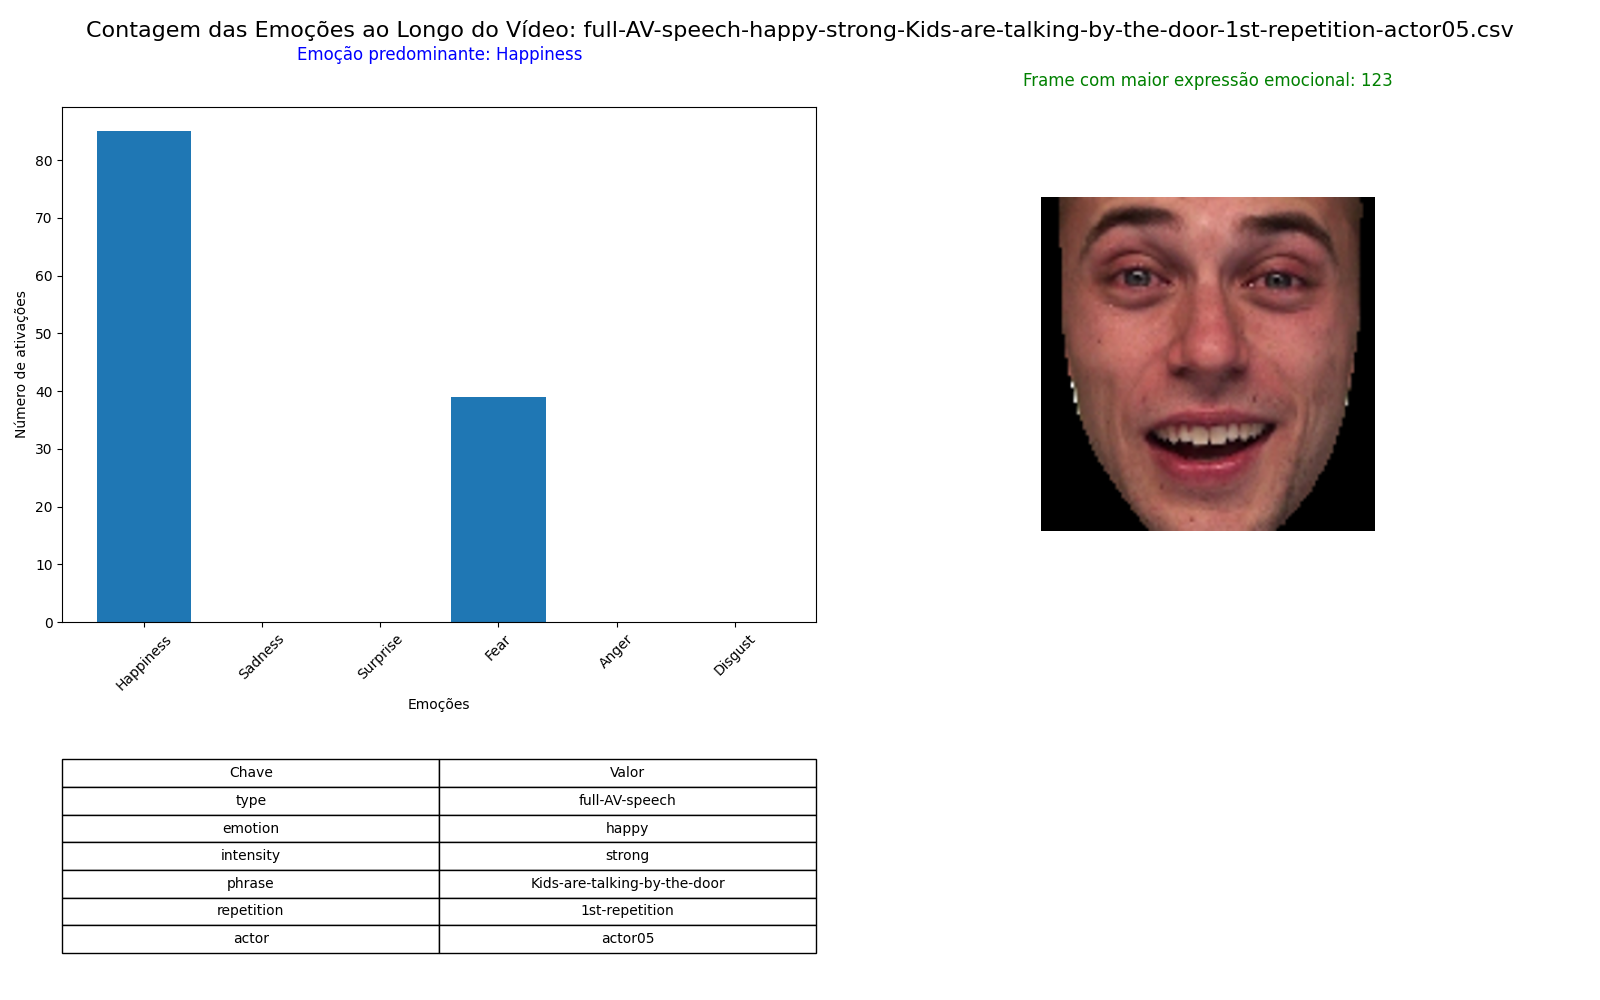 Contagem das Emoções ao Longo do Vídeo: full-AV-speech-happy-strong-Kids-are-talking-by-the-door-1st-repetition-actor05.csv
Emoção predominante: Happiness
Frame com maior expressão emocional: 123
Número de ativações
80
70
60
50
40
30
20
10
0
Happiness
Sadness
Surprise
Fear
Anger
Disgust
Emoções
Chave Valor
type full-AV-speech
emotion happy
intensity strong
phrase Kids-are-talking-by-the-door
repetition 1st-repetition
actor actor05